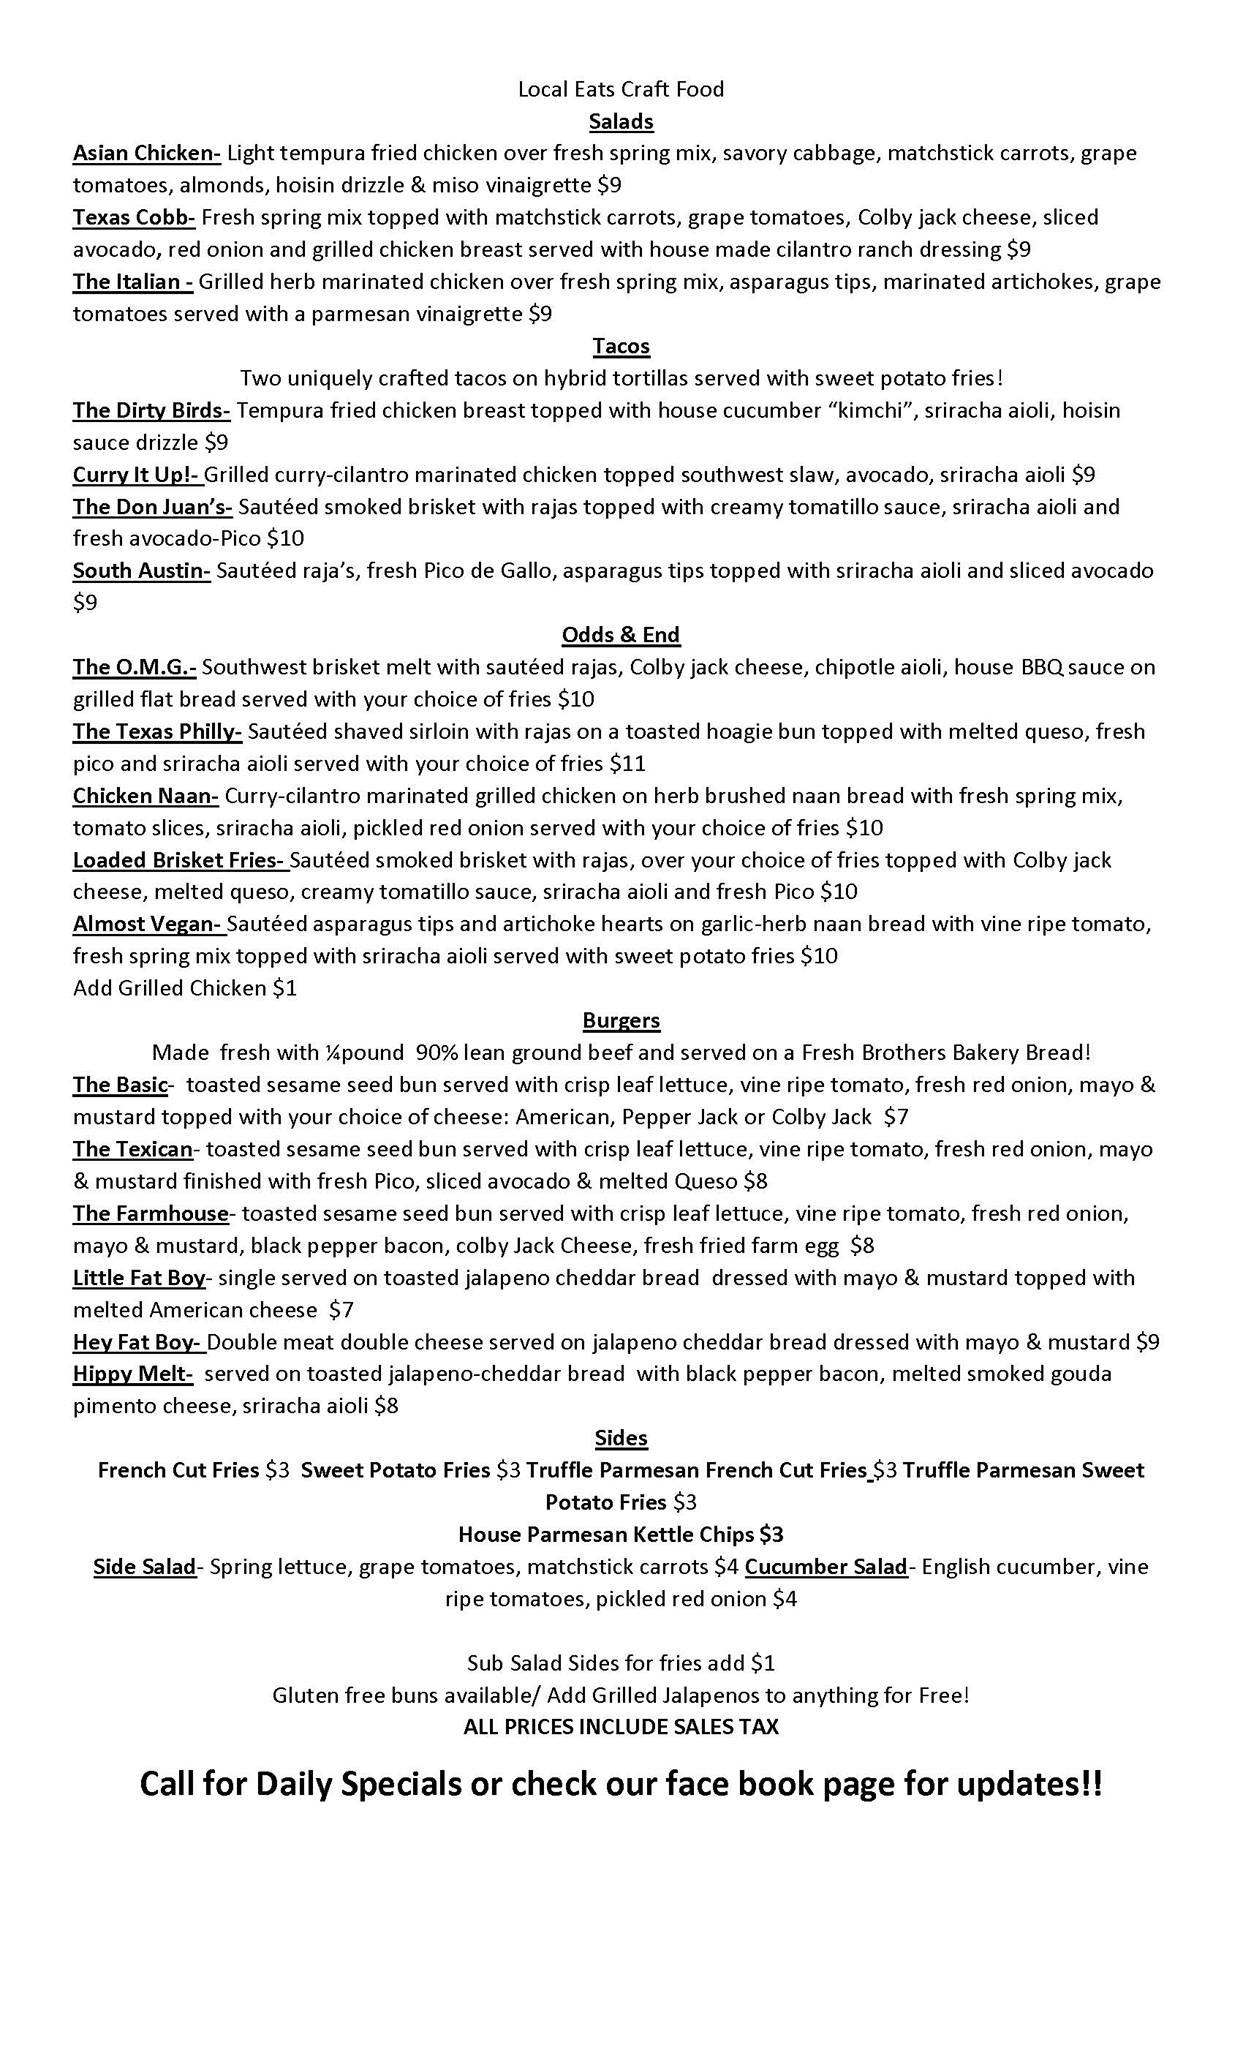 Local Eats Craft Food
Salads
Asian Chicken- Light tempura fried chicken over fresh spring mix, savory cabbage, matchstick carrots, grape
tomatoes, almonds, hoisin drizzle & miso vinaigrette $9
Texas Cobb- Fresh spring mix topped with matchstick carrots, grape tomatoes, Colby jack cheese, sliced
avocado, red onion and grilled chicken breast served with house made cilantro ranch dressing $9
The Italian - Grilled herb marinated chicken over fresh spring mix, asparagus tips, marinated artichokes, grape
tomatoes served with a parmesan vinaigrette $9
Tacos
Two uniquely crafted tacos on hybrid tortillas served with sweet potato fries!
The Dirty Birds- Tempura fried chicken breast topped with house cucumber “kimchi”, sriracha aioli, hoisin
sauce drizzle $9
Curry It Up!- Grilled curry-cilantro marinated chicken topped southwest slaw, avocado, sriracha aioli $9
The Don Juan’s- Sautéed smoked brisket with rajas topped with creamy tomatillo sauce, sriracha aioli and
fresh avocado-Pico $10
South Austin- Sautéed raja’s, fresh Pico de Gallo, asparagus tips topped with sriracha aioli and sliced avocado
$9
Odds & End
The O.M.G.- Southwest brisket melt with sautéed rajas, Colby jack cheese, chipotle aioli, house BBQ sauce on
grilled flat bread served with your choice of fries $10
The Texas Philly- Sautéed shaved sirloin with rajas on a toasted hoagie bun topped with melted queso, fresh
pico and sriracha aioli served with your choice of fries $11
Chicken Naan- Curry-cilantro marinated grilled chicken on herb brushed naan bread with fresh spring mix,
tomato slices, sriracha aioli, pickled red onion served with your choice of fries $10
Loaded Brisket Fries- Sautéed smoked brisket with rajas, over your choice of fries topped with Colby jack
cheese, melted queso, creamy tomatillo sauce, sriracha aioli and fresh Pico $10
Almost Vegan- Sautéed asparagus tips and artichoke hearts on garlic-herb naan bread with vine ripe tomato,
fresh spring mix topped with sriracha aioli served with sweet potato fries $10
Add Grilled Chicken $1
Burgers
Made fresh with ¼pound 90% lean ground beef and served on a Fresh Brothers Bakery Bread!
The Basic- toasted sesame seed bun served with crisp leaf lettuce, vine ripe tomato, fresh red onion, mayo &
mustard topped with your choice of cheese: American, Pepper Jack or Colby Jack $7
The Texican- toasted sesame seed bun served with crisp leaf lettuce, vine ripe tomato, fresh red onion, mayo
& mustard finished with fresh Pico, sliced avocado & melted Queso $8
The Farmhouse- toasted sesame seed bun served with crisp leaf lettuce, vine ripe tomato, fresh red onion,
mayo & mustard, black pepper bacon, colby Jack Cheese, fresh fried farm egg $8
Little Fat Boy- single served on toasted jalapeno cheddar bread dressed with mayo & mustard topped with
melted American cheese $7
Hey Fat Boy- Double meat double cheese served on jalapeno cheddar bread dressed with mayo & mustard $9
Hippy Melt- served on toasted jalapeno-cheddar bread with black pepper bacon, melted smoked gouda
pimento cheese, sriracha aioli $8
Sides
French Cut Fries $3 Sweet Potato Fries $3 Truffle Parmesan French Cut Fries $3 Truffle Parmesan Sweet
Potato Fries $3
House Parmesan Kettle Chips $3
Side Salad- Spring lettuce, grape tomatoes, matchstick carrots $4 Cucumber Salad- English cucumber, vine
ripe tomatoes, pickled red onion $4
Sub Salad Sides for fries add $1
Gluten free buns available/ Add Grilled Jalapenos to anything for Free!
ALL PRICES INCLUDE SALES TAX
Call for Daily Specials or check our face book page for updates!!